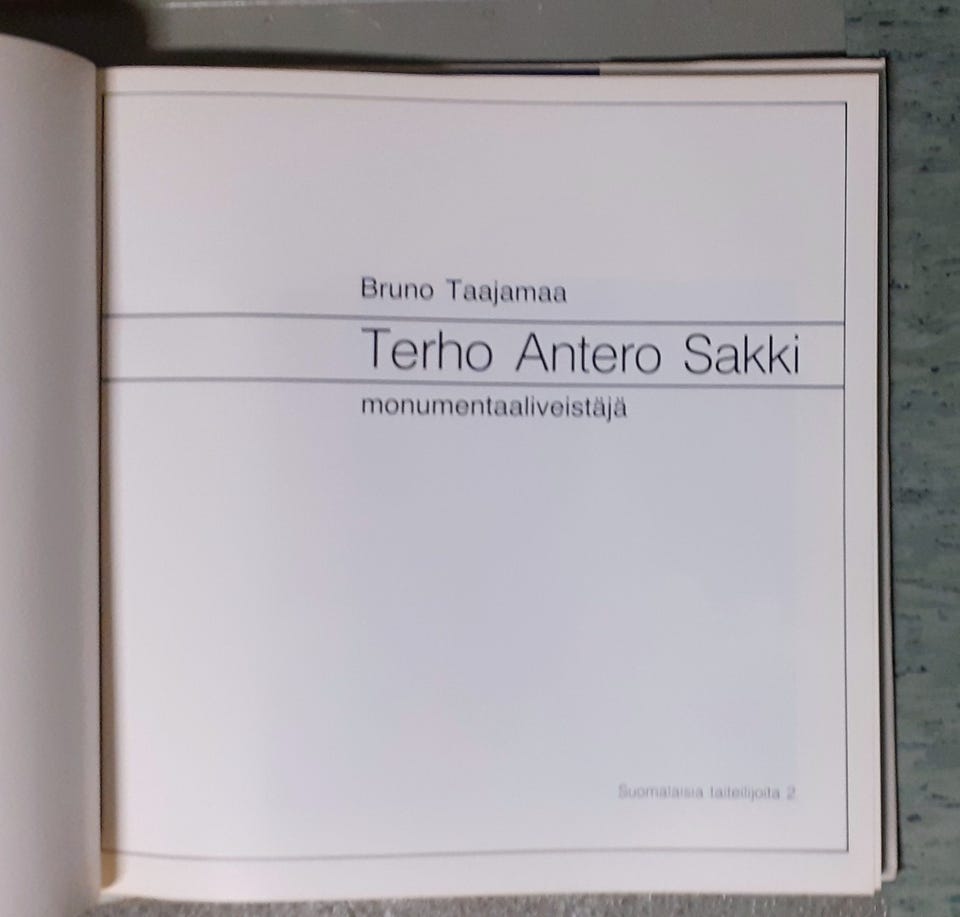 Bruno Taajamaa
Terho Antero Sakki
monumentaaliveistäjä
Suomalaisia taiteilijoita 2